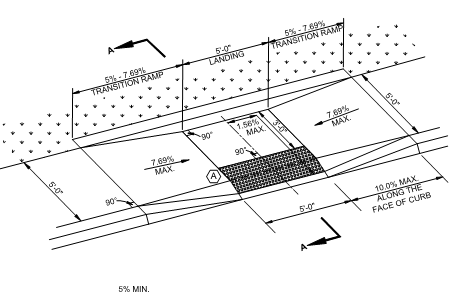 5% - 7.69%
TRANSITION RAMP
5'-0"
LANDING
A
5% - 7.69%
TRANSITION RAMP
90°
1.56%
MAX.
7.69%
MAX.
5'-0"
90°
7.69%
MAX.
A
5'-0"
90°
5'-0"
10.0% MAX.
ALONG THE
FACE OF CURB
A
5% MIN.